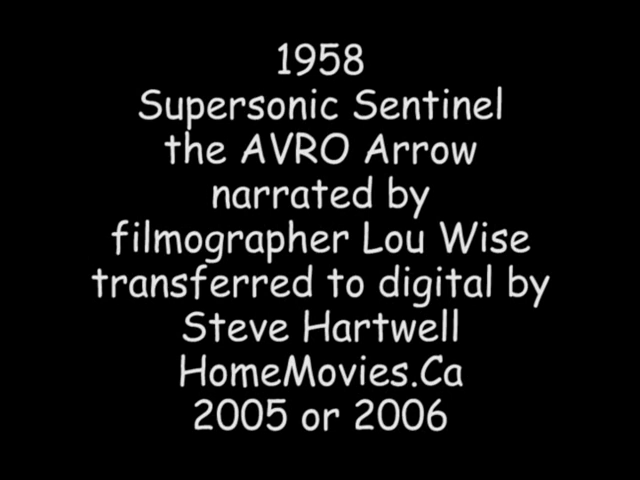 1958
Supersonic Sentinel
the AVRO Arrow
narrated by
filmographer Lou Wise
transferred to digital by
Steve Hartwell
HomeMovies.Ca
2005 or 2006